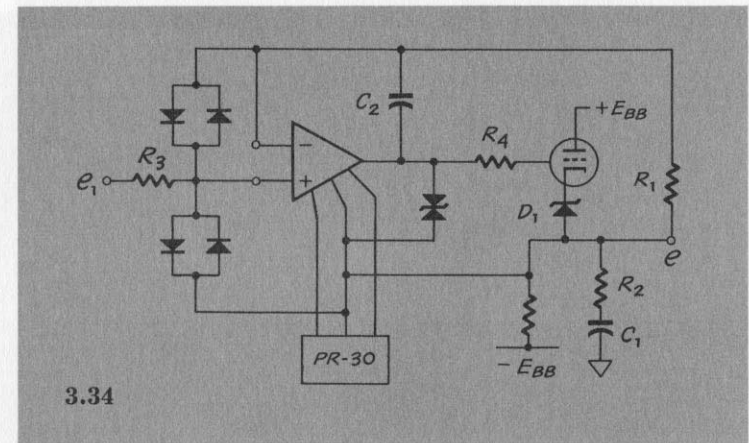 C₂
+E_BB
R₄
R₃
e₁
−
+
R₁
D₁
e
R₂
C₁
PR-30
− E_BB
3.34